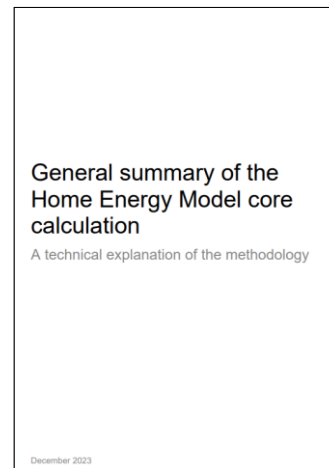 General summary of the
Home Energy Model core
calculation
A technical explanation of the methodology
December 2023